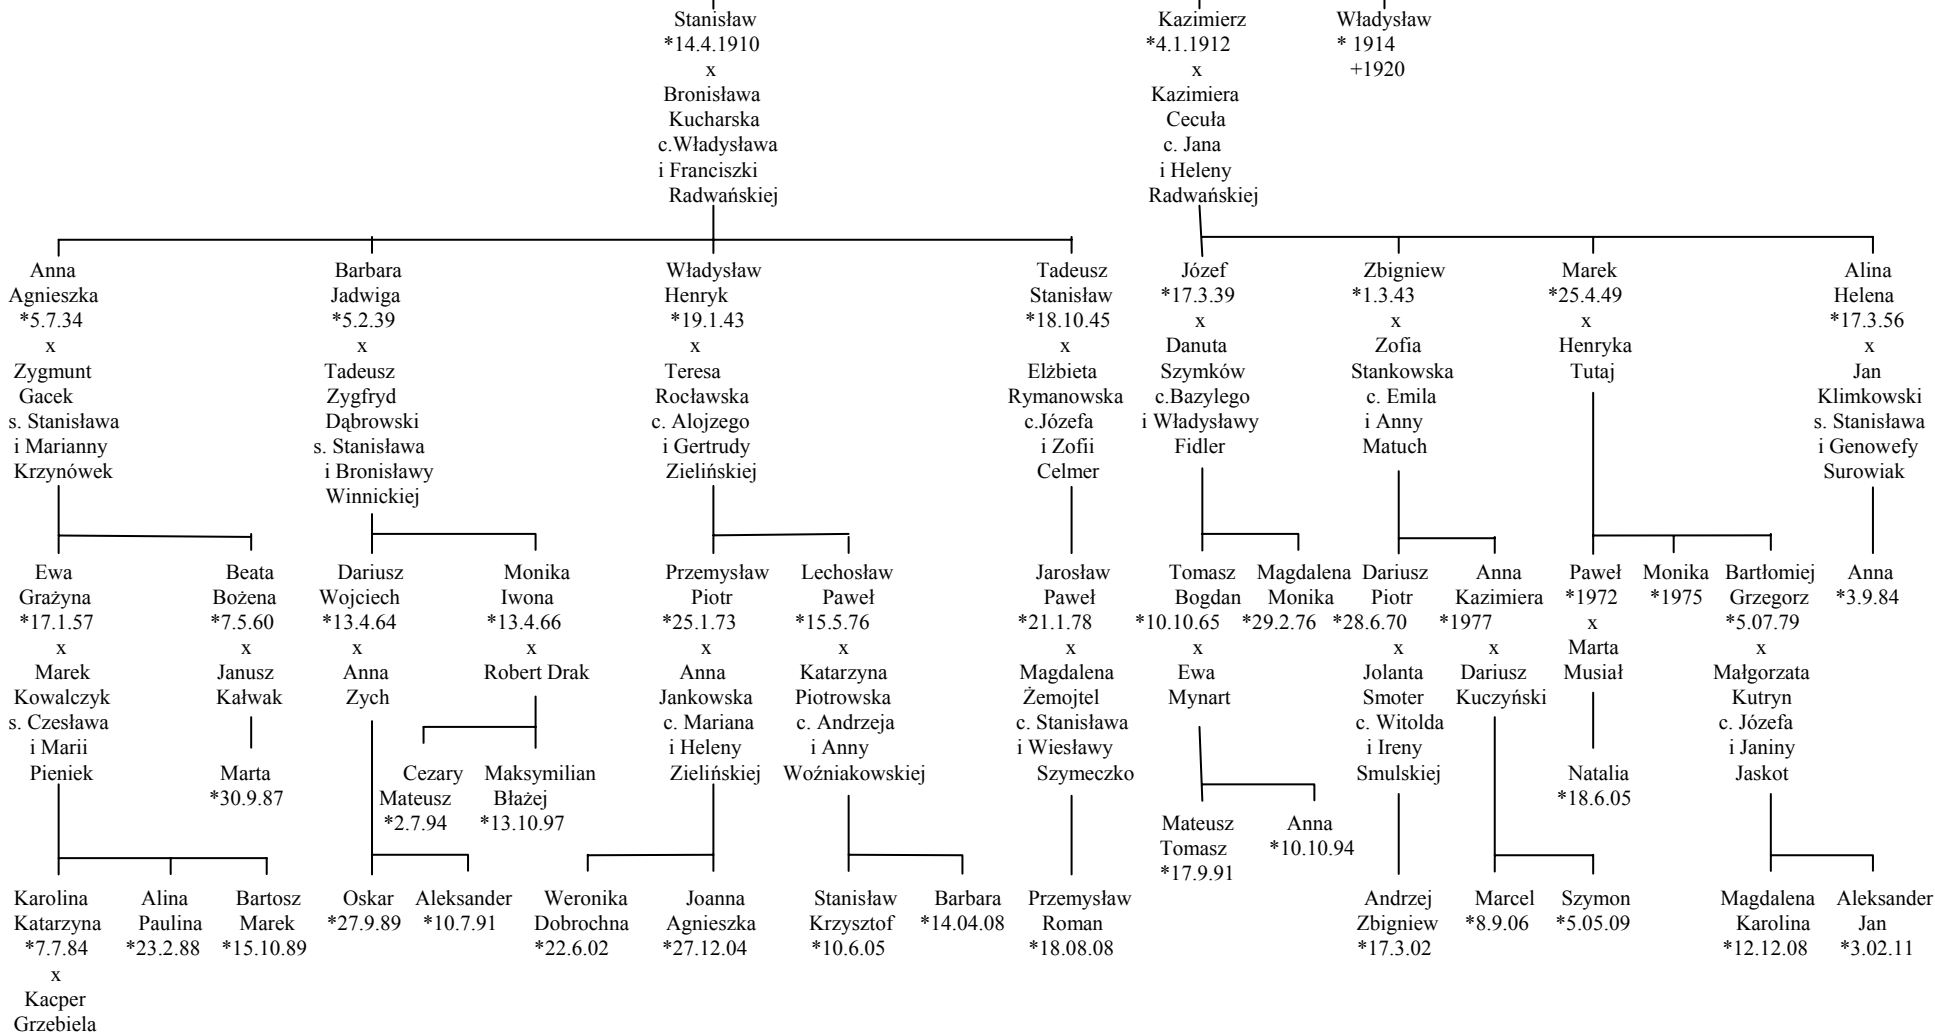 Stanisław
*14.4.1910
x
Bronisława
Kucharska
c.Władysława
i Franciszki
Radwańskiej
Kazimierz
*4.1.1912
x
Kazimiera
Cecuła
c. Jana
i Heleny
Radwańskiej
Władysław
* 1914
+1920
Anna
Agnieszka
*5.7.34
x
Zygmunt
Gacek
s. Stanisława
i Marianny
Krzynówek
Barbara
Jadwiga
*5.2.39
x
Tadeusz
Zygfryd
Dąbrowski
s. Stanisława
i Bronisławy
Winnickiej
Władysław
Henryk
*19.1.43
x
Teresa
Rocławska
c. Alojzego
i Gertrudy
Zielińskiej
Tadeusz
Stanisław
*18.10.45
x
Elżbieta
Rymanowska
c.Józefa
i Zofii
Celmer
Józef
*17.3.39
x
Danuta
Szymków
c.Bazylego
i Władysławy
Fidler
Zbigniew
*1.3.43
x
Zofia
Stankowska
c. Emila
i Anny
Matuch
Marek
*25.4.49
x
Henryka
Tutaj
Alina
Helena
*17.3.56
x
Jan
Klimkowski
s. Stanisława
i Genowefy
Surowiak
Ewa
Grażyna
*17.1.57
x
Marek
Kowalczyk
s. Czesława
i Marii
Pieniek
Beata
Bożena
*7.5.60
x
Janusz
Kałwak
Dariusz
Wojciech
*13.4.64
x
Anna
Zych
Monika
Iwona
*13.4.66
x
Robert Drak
Przemysław
Piotr
*25.1.73
x
Anna
Jankowska
c. Mariana
i Heleny
Zielińskiej
Lechosław
Paweł
*15.5.76
x
Katarzyna
Piotrowska
c. Andrzeja
i Anny
Woźniakowskiej
Jarosław
Paweł
*21.1.78
x
Magdalena
Żemojtel
c. Stanisława
i Wiesławy
Szymeczko
Tomasz
Bogdan
*10.10.65
x
Ewa
Mynart
Magdalena
Monika
*29.2.76
Dariusz
Piotr
*28.6.70
x
Jolanta
Smoter
c. Witolda
i Ireny
Smulskiej
Anna
Kazimiera
*1977
x
Dariusz
Kuczyński
Paweł
*1972
x
Marta
Musiał
Monika
*1975
Bartłomiej
Grzegorz
*5.07.79
x
Małgorzata
Kutryn
c. Józefa
i Janiny
Jaskot
Anna
*3.9.84
Marta
*30.9.87
Cezary
Mateusz
*2.7.94
Maksymilian
Błażej
*13.10.97
Natalia
*18.6.05
Mateusz
Tomasz
*17.9.91
Anna
*10.10.94
Karolina
Katarzyna
*7.7.84
x
Kacper
Grzebiela
Alina
Paulina
*23.2.88
Bartosz
Marek
*15.10.89
Oskar
*27.9.89
Aleksander
*10.7.91
Weronika
Dobrochna
*22.6.02
Joanna
Agnieszka
*27.12.04
Stanisław
Krzysztof
*10.6.05
Barbara
*14.04.08
Przemysław
Roman
*18.08.08
Andrzej
Zbigniew
*17.3.02
Marcel
*8.9.06
Szymon
*5.05.09
Magdalena
Karolina
*12.12.08
Aleksander
Jan
*3.02.11